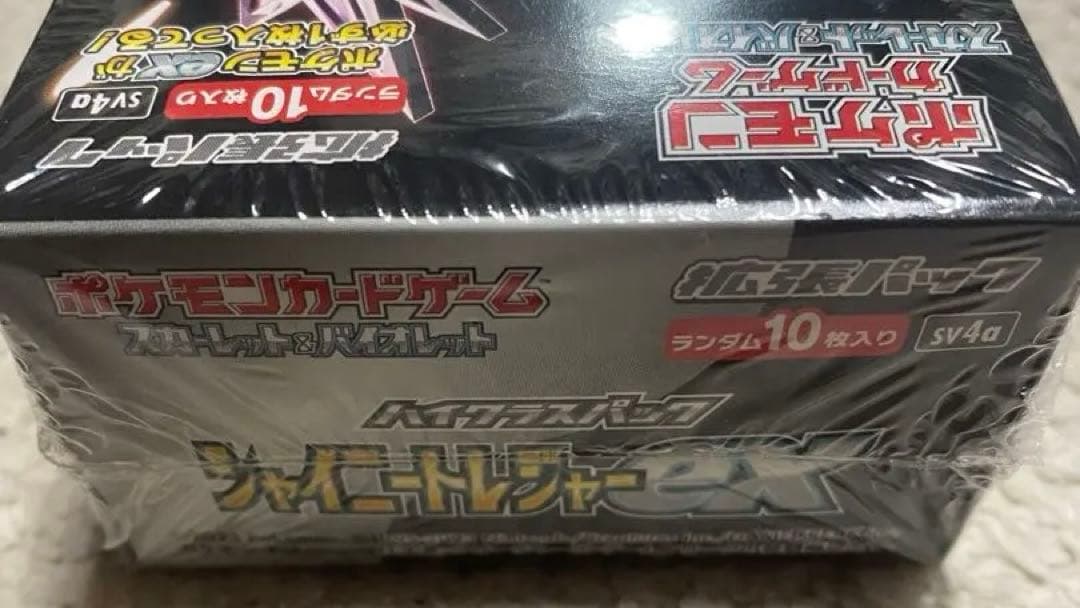 ポケモンexが
必ず1枚入ってる!
ランダム10枚入り
SV4a
拡張パック
ポケモン
カードゲーム
スカーレット&バイオレット
ポケモンカードゲーム
スカーレット&バイオレット
拡張パック
ランダム10枚入り
SV4a
ハイクラスパック
シャイニートレジャーex